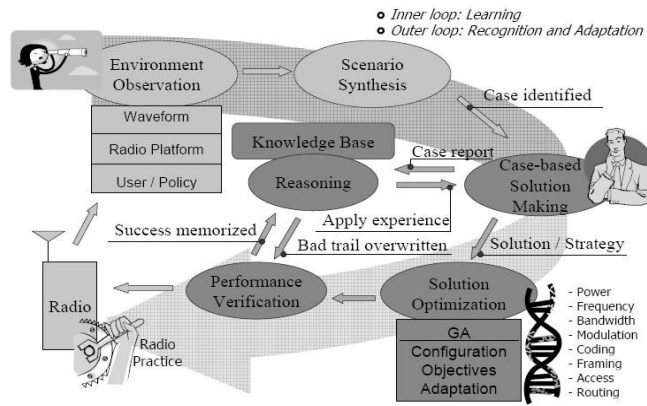 Inner loop: Learning
Outer loop: Recognition and Adaptation
Environment
Observation
Scenario
Synthesis
Waveform
Radio Platform
User / Policy
Case identified
Knowledge Base
Reasoning
Case report
Apply experience
Case-based
Solution
Making
Success memorized
Bad trail overwritten
Solution / Strategy
Radio
Performance
Verification
Solution
Optimization
Radio
Practice
GA
Configuration
Objectives
Adaptation
- Power
- Frequency
- Bandwidth
- Modulation
- Coding
- Framing
- Access
- Routing